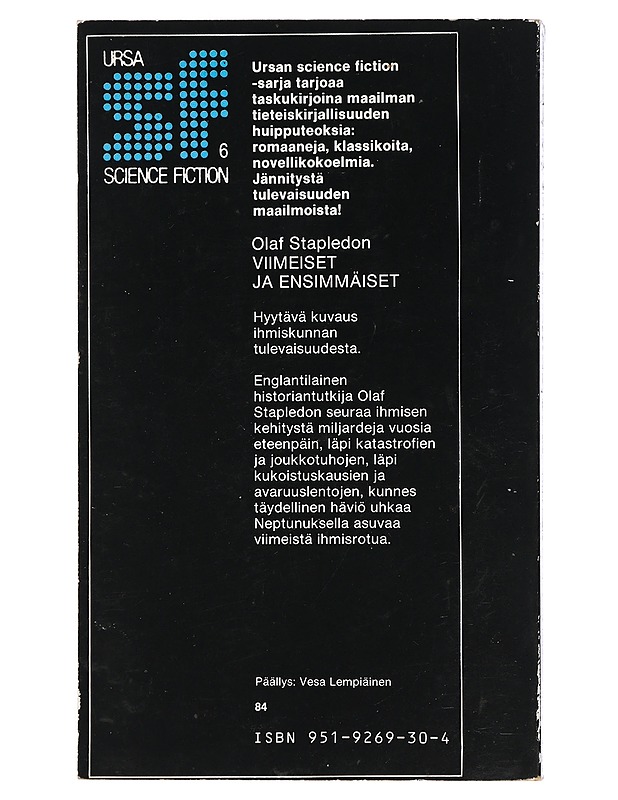 URSA
SF
6
SCIENCE FICTION
Ursan science fiction
-sarja tarjoaa
taskukirjoina maailman
tieteiskirjallisuuden
huipputeoksia:
romaaneja, klassikoita,
novellikokoelmia.
Jännitystä
tulevaisuuden
maailmoista!
Olaf Stapledon
VIIMEISET
JA ENSIMMÄISET
Hyytävä kuvaus
ihmiskunnan
tulevaisuudesta.
Englantilainen
historiantutkija Olaf
Stapledon seuraa ihmisen
kehitystä miljardeja vuosia
eteenpäin, läpi katastrofien
ja joukkotuhojen, läpi
kukoistuskausien ja
avaruuslentojen, kunnes
täydellinen häviö uhkaa
Neptunuksella asuvaa
viimeistä ihmisrotua.
Päällys: Vesa Lempiäinen
84
ISBN 951-9269-30-4